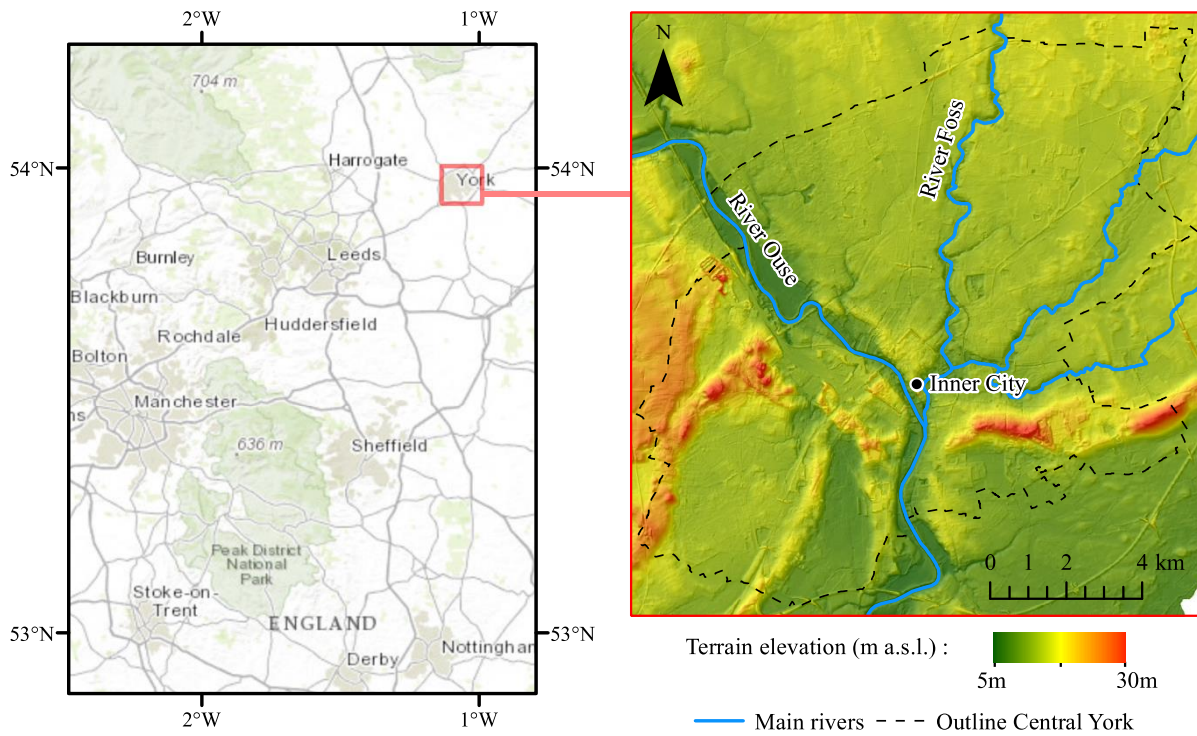 2°W
1°W
54°N
53°N
704 m
Harrogate
York
Burnley
Leeds
Blackburn
Rochdale
Huddersfield
Bolton
Manchester
ns
636 m
Sheffield
Peak District
National
Park
Stoke-on-
Trent
ENGLAND
Nottinghan
Derby
54°N
53°N
2°W
1°W
N
River Foss
River Ouse
Inner City
0 1 2 4 km
Terrain elevation (m a.s.l.) :
5m 30m
Main rivers
Outline Central York